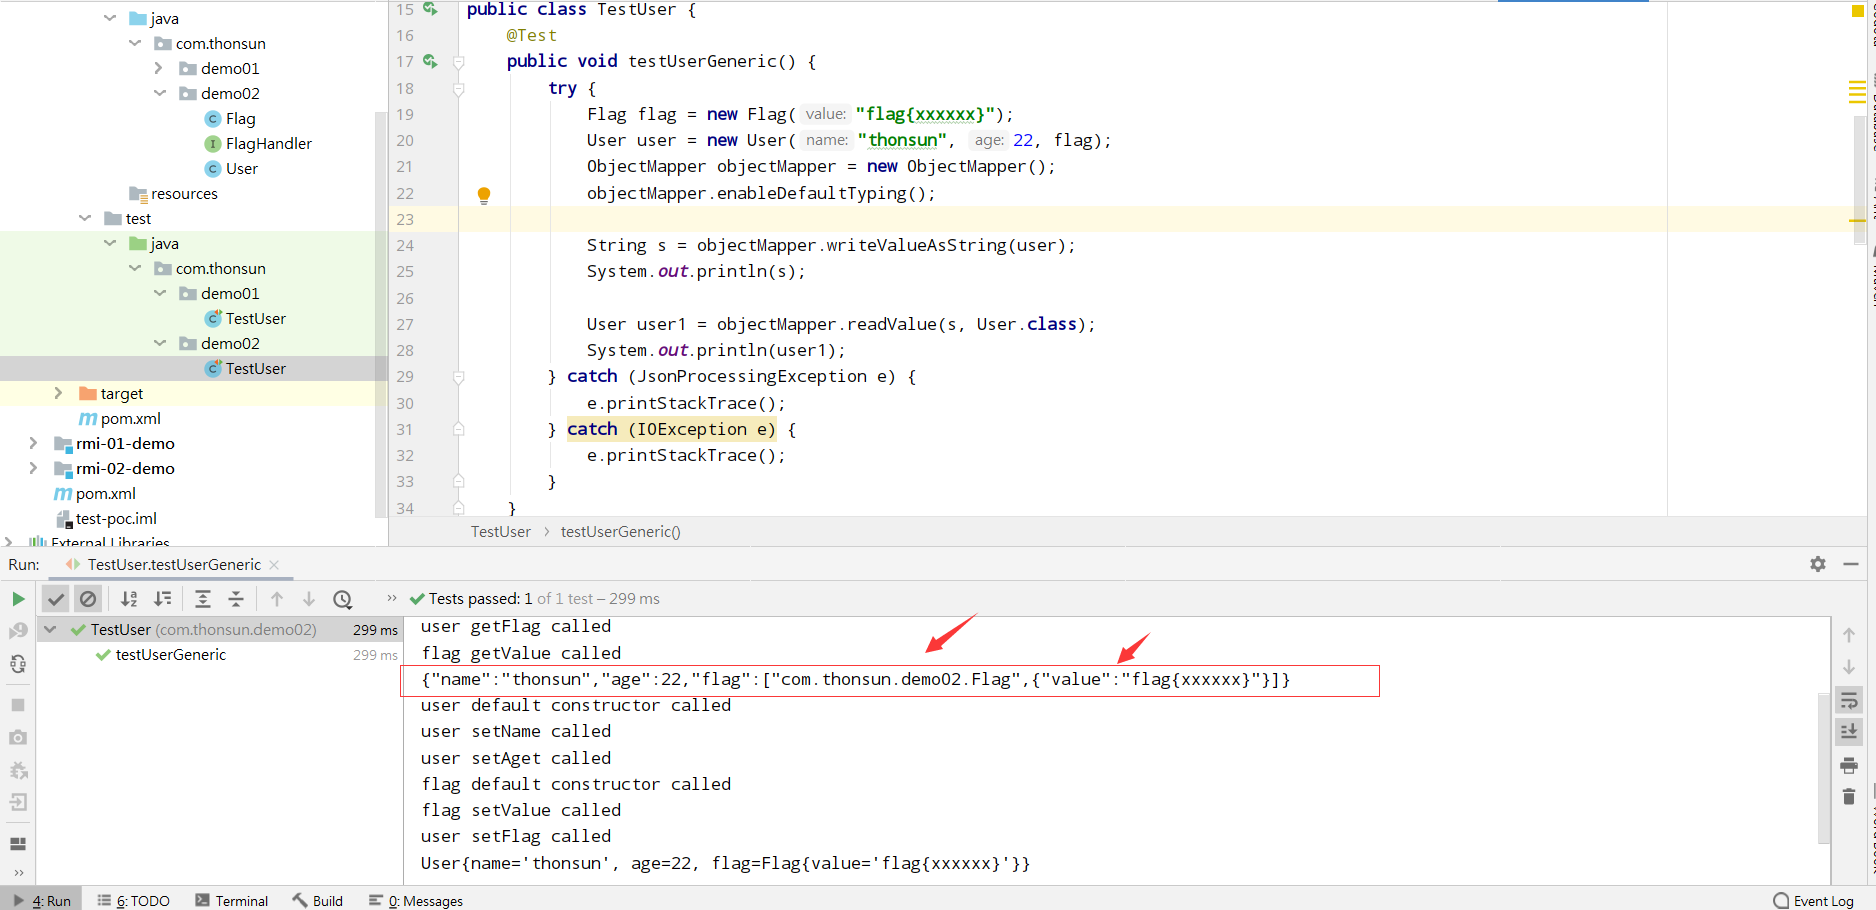 java
com.thonsun
demo01
demo02
Flag
FlagHandler
User
resources
test
java
com.thonsun
demo01
TestUser
demo02
TestUser
target
pom.xml
rmi-01-demo
rmi-02-demo
pom.xml
test-poc.iml
External Libraries
15 public class TestUser {
16 @Test
17 public void testUserGeneric() {
18 try {
19 Flag flag = new Flag( value: "flag{xxxxxx}");
20 User user = new User( name: "thonsun", age: 22, flag);
21 ObjectMapper objectMapper = new ObjectMapper();
22 objectMapper.enableDefaultTyping();
23
24 String s = objectMapper.writeValueAsString(user);
25 System.out.println(s);
26
27 User user1 = objectMapper.readValue(s, User.class);
28 System.out.println(user1);
29 } catch (JsonProcessingException e) {
30 e.printStackTrace();
31 } catch (IOException e) {
32 e.printStackTrace();
33 }
34 }
TestUser › testUserGeneric()
Run: TestUser.testUserGeneric
Tests passed: 1 of 1 test – 299 ms
TestUser (com.thonsun.demo02) 299 ms
testUserGeneric 299 ms
user getFlag called
flag getValue called
{"name":"thonsun","age":22,"flag":["com.thonsun.demo02.Flag",{"value":"flag{xxxxxx}"}]}
user default constructor called
user setName called
user setAget called
flag default constructor called
flag setValue called
user setFlag called
User{name='thonsun', age=22, flag=Flag{value='flag{xxxxxx}'}}
4: Run 6: TODO Terminal Build 0: Messages Event Log